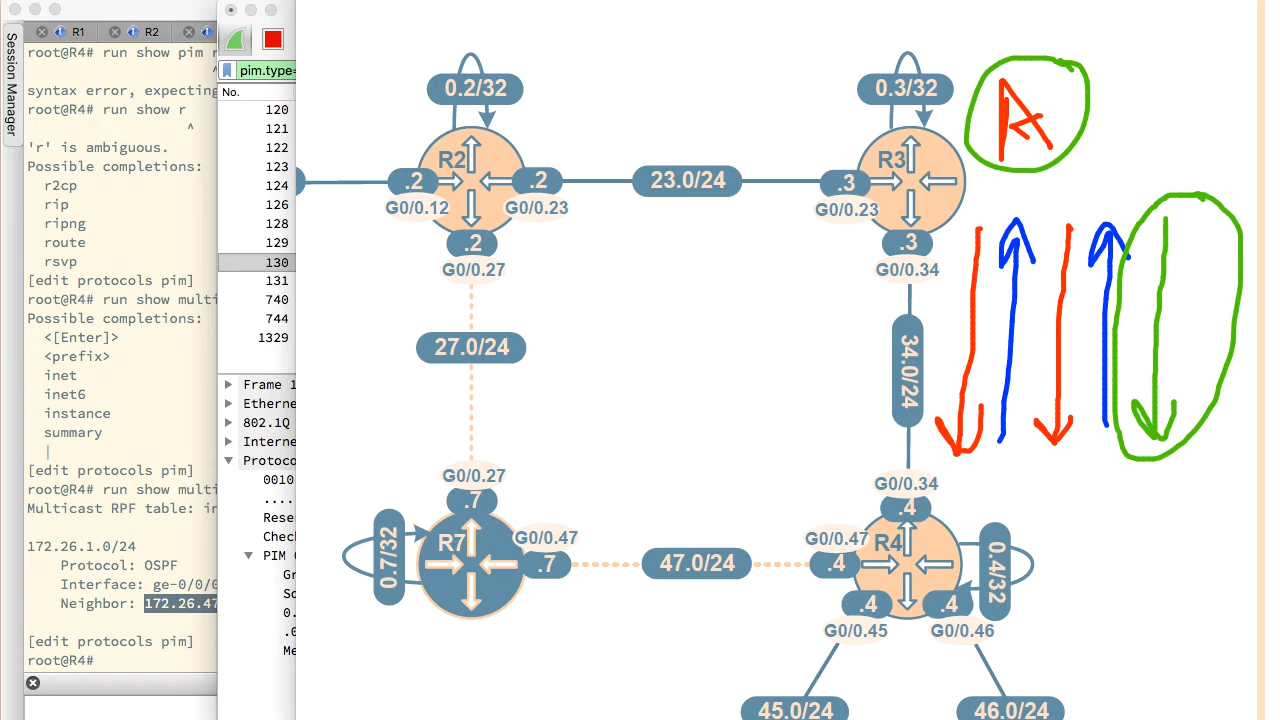 Session Manager
R1
R2
root@R4# run show pim r
^
syntax error, expecting
root@R4# run show r
^
'r' is ambiguous.
Possible completions:
r2cp
rip
ripng
route
rsvp
[edit protocols pim]
root@R4# run show multi
Possible completions:
<[Enter]>
<prefix>
inet
inet6
instance
summary
|
[edit protocols pim]
root@R4# run show multi
Multicast RPF table: in
172.26.1.0/24
Protocol: OSPF
Interface: ge-0/0/0
Neighbor: 172.26.47
[edit protocols pim]
root@R4#
pim.type=
No.
120
121
122
123
124
126
128
129
130
131
740
744
1329
Frame 1
Etherne
802.1Q
Interne
Protoco
0010
....
Rese
Check
PIM
Gr
So
0.
.0
Me
0.2/32
R2
.2
G0/0.12
.2
G0/0.23
.2
G0/0.27
23.0/24
0.3/32
R3
.3
G0/0.23
.3
G0/0.34
A
27.0/24
34.0/24
G0/0.27
.7
R7
0.7/32
G0/0.47
.7
47.0/24
G0/0.34
.4
G0/0.47
.4
R4
0.4/32
.4
G0/0.45
.4
G0/0.46
45.0/24
46.0/24